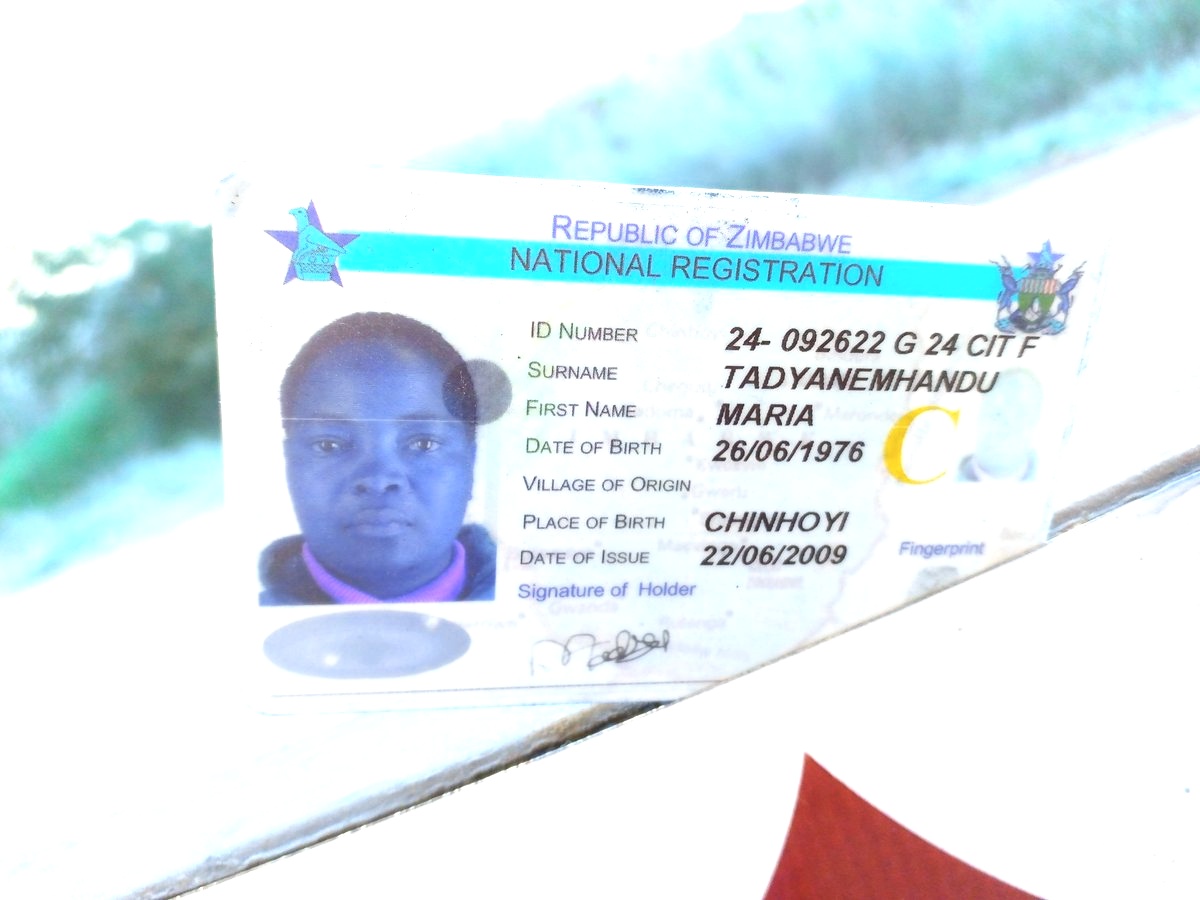 REPUBLIC OF ZIMBABWE
NATIONAL REGISTRATION
ID NUMBER 24- 092622 G 24 CIT F
SURNAME TADYANEMHANDU
FIRST NAME MARIA
DATE OF BIRTH 26/06/1976
C
VILLAGE OF ORIGIN
PLACE OF BIRTH CHINHOYI
DATE OF ISSUE 22/06/2009
Fingerprint
Signature of Holder